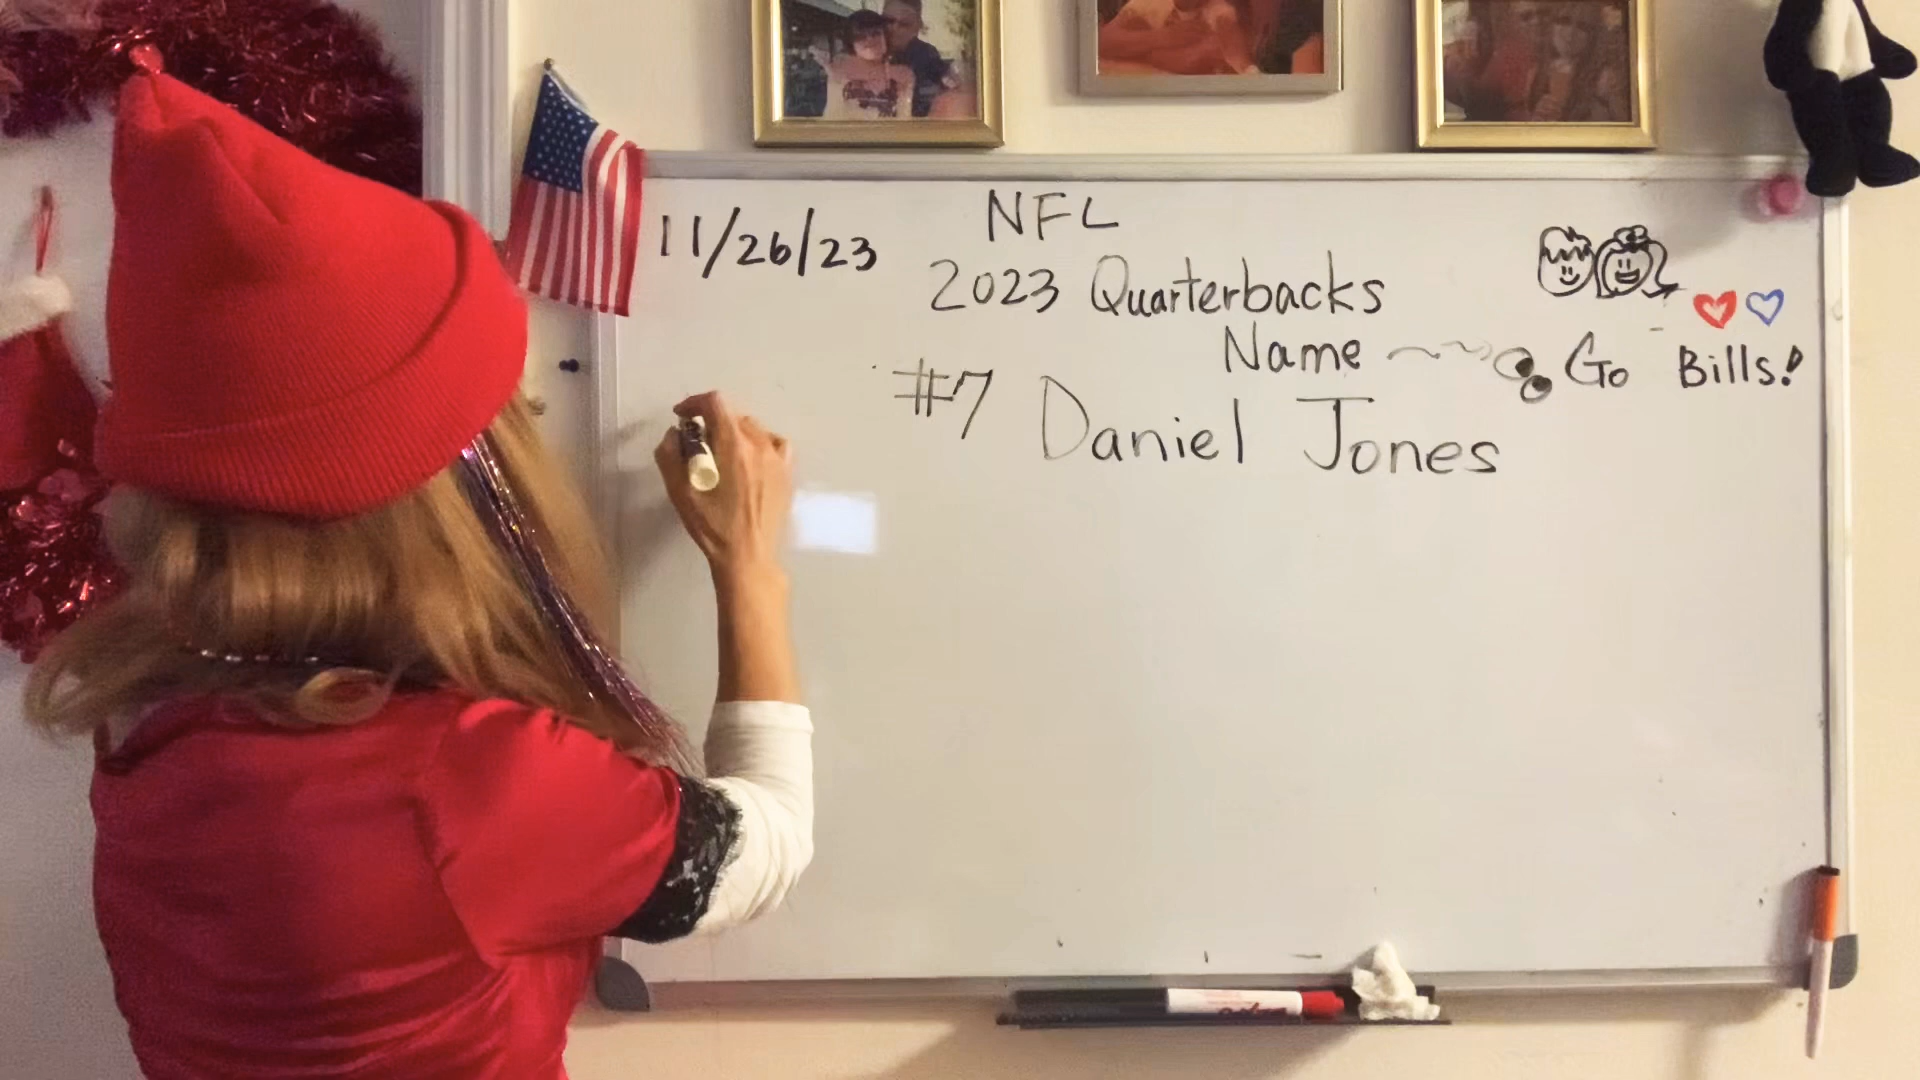 11/26/23
NFL
2023 Quarterbacks
Name
Go Bills!
#7 Daniel Jones